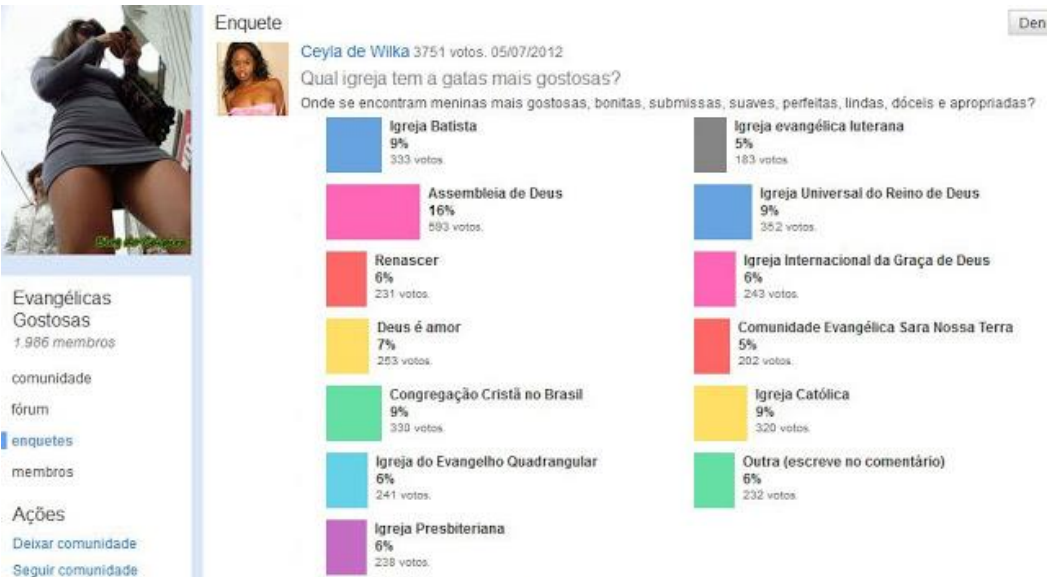 Enquete
Den
Ceyla de Wilka 3751 votos. 05/07/2012
Qual igreja tem a gatas mais gostosas?
Onde se encontram meninas mais gostosas, bonitas, submissas, suaves, perfeitas, lindas, dóceis e apropriadas?
Igreja Batista
9%
333 votos.
Igreja evangélica luterana
5%
183 votos.
Assembleia de Deus
16%
593 votos.
Igreja Universal do Reino de Deus
9%
352 votos.
Renascer
6%
231 votos.
Igreja Internacional da Graça de Deus
6%
243 votos.
Deus é amor
7%
253 votos.
Comunidade Evangélica Sara Nossa Terra
5%
202 votos.
Congregação Cristã no Brasil
9%
330 votos.
Igreja Católica
9%
320 votos.
Igreja do Evangelho Quadrangular
6%
241 votos.
Outra (escreve no comentário)
6%
232 votos.
Igreja Presbiteriana
6%
238 votos.
Evangélicas
Gostosas
1.986 membros
comunidade
fórum
enquetes
membros
Ações
Deixar comunidade
Seguir comunidade